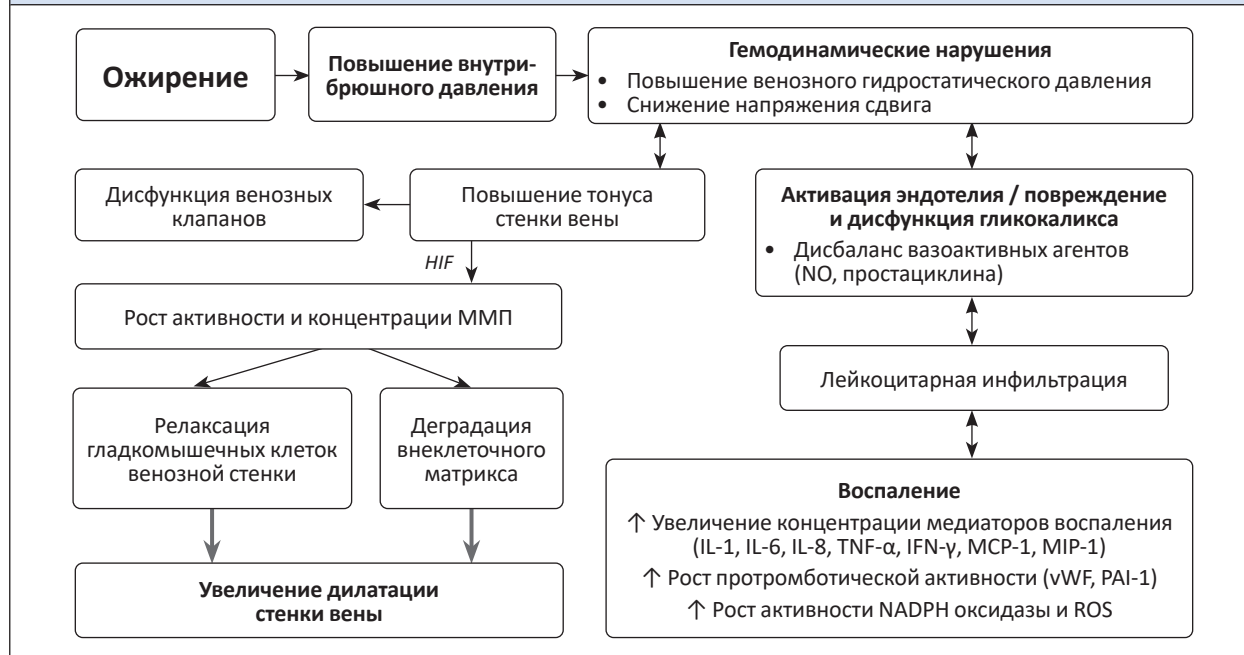 Ожирение
Повышение внутри-
брюшного давления
Гемодинамические нарушения
• Повышение венозного гидростатического давления
• Снижение напряжения сдвига
Дисфункция венозных
клапанов
Повышение тонуса
стенки вены
Активация эндотелия / повреждение
и дисфункция гликокаликса
• Дисбаланс вазоактивных агентов
(NO, простациклина)
HIF
Рост активности и концентрации ММП
Лейкоцитарная инфильтрация
Релаксация
гладкомышечных клеток
венозной стенки
Деградация
внеклеточного
матрикса
Воспаление
↑ Увеличение концентрации медиаторов воспаления
(IL-1, IL-6, IL-8, TNF-α, IFN-γ, MCP-1, MIP-1)
↑ Рост протромботической активности (vWF, PAI-1)
↑ Рост активности NADPH оксидазы и ROS
Увеличение дилатации
стенки вены